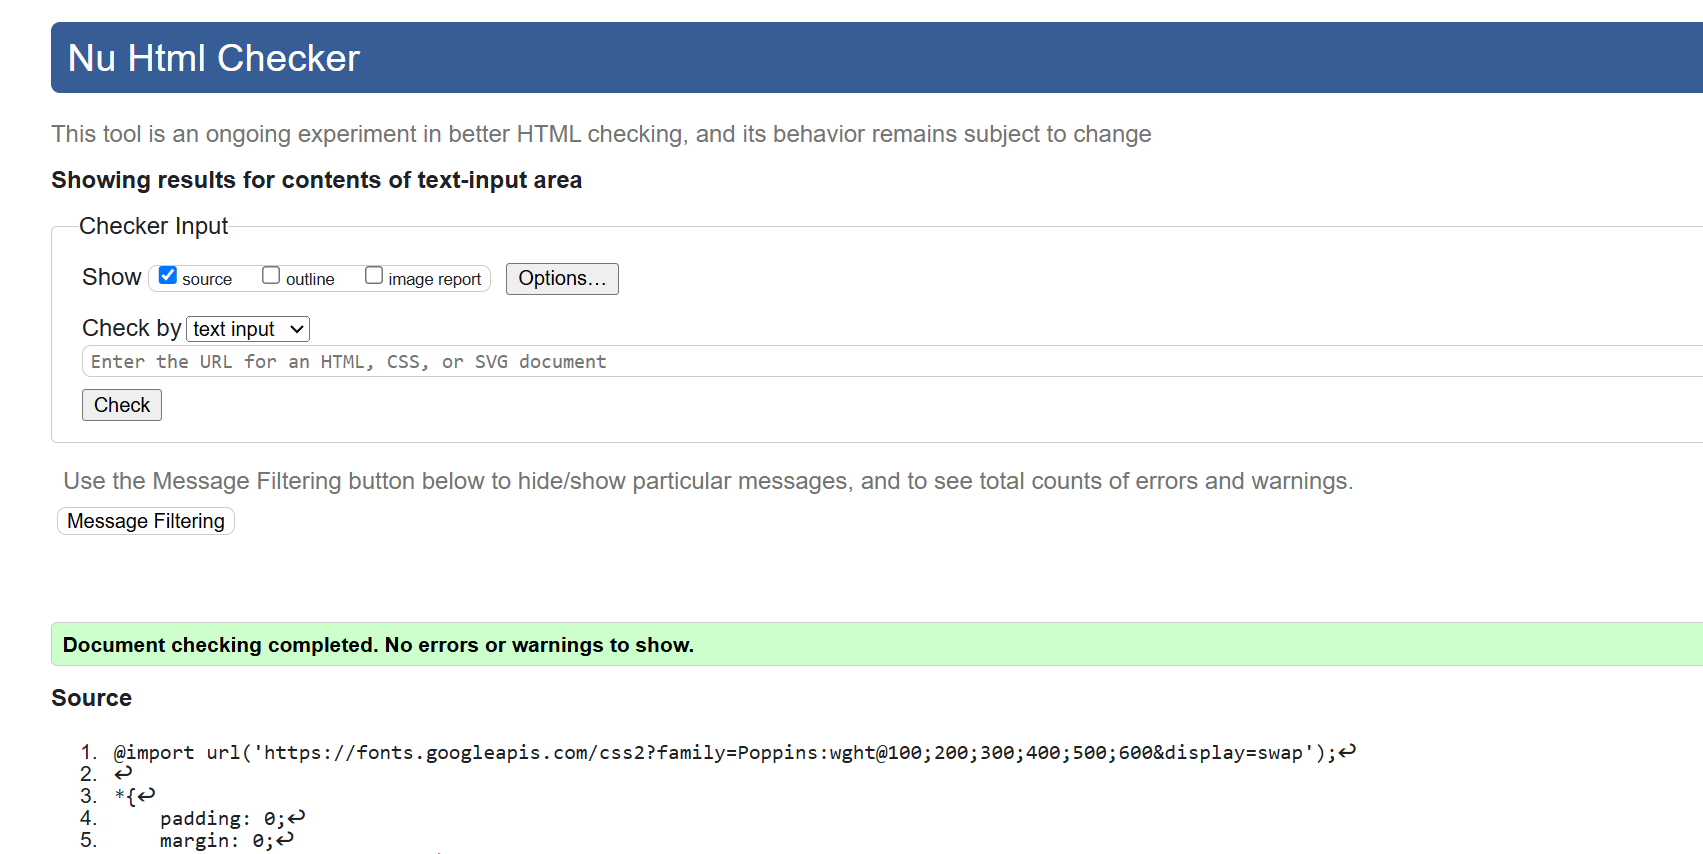 Nu Html Checker
This tool is an ongoing experiment in better HTML checking, and its behavior remains subject to change
Showing results for contents of text-input area
Checker Input
Show source outline image report Options…
Check by text input
Enter the URL for an HTML, CSS, or SVG document
Check
Use the Message Filtering button below to hide/show particular messages, and to see total counts of errors and warnings.
Message Filtering
Document checking completed. No errors or warnings to show.
Source
1. @import url('https://fonts.googleapis.com/css2?family=Poppins:wght@100;200;300;400;500;600&display=swap');↩
2. ↩
3. *{↩
4. padding: 0;↩
5. margin: 0;↩